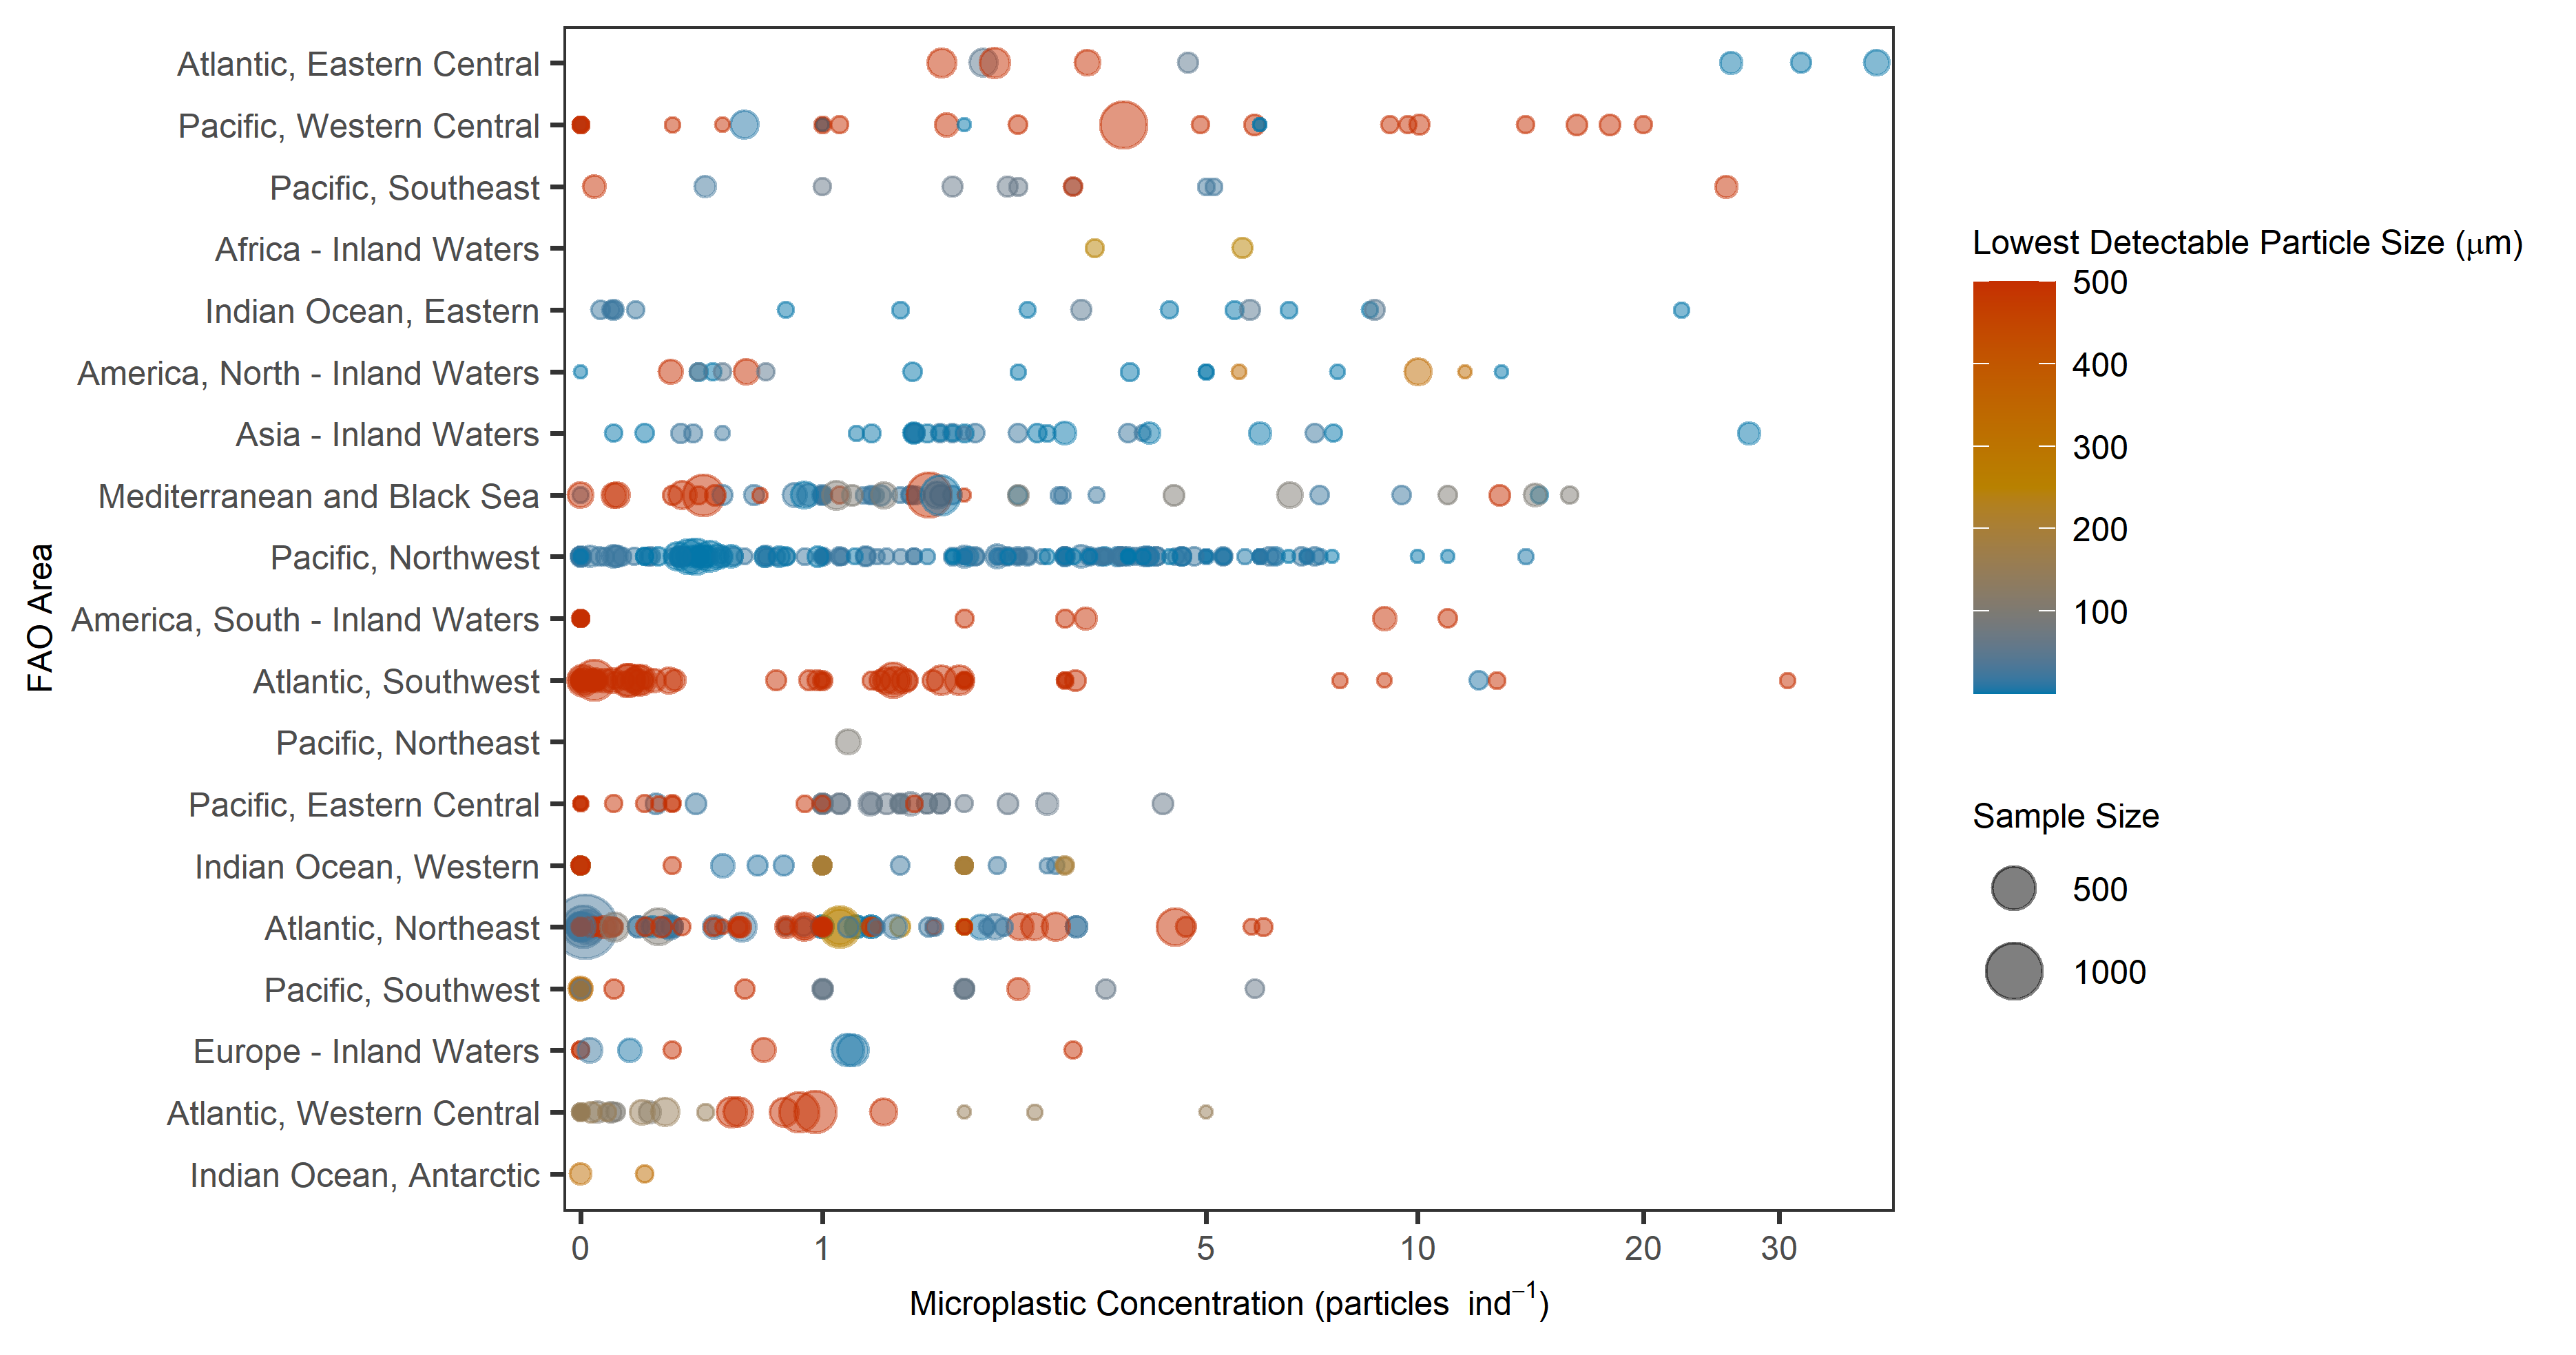 Atlantic, Eastern Central
Pacific, Western Central
Pacific, Southeast
Africa - Inland Waters
Indian Ocean, Eastern
America, North - Inland Waters
Asia - Inland Waters
Mediterranean and Black Sea
Pacific, Northwest
America, South - Inland Waters
Atlantic, Southwest
Pacific, Northeast
Pacific, Eastern Central
Indian Ocean, Western
Atlantic, Northeast
Pacific, Southwest
Europe - Inland Waters
Atlantic, Western Central
Indian Ocean, Antarctic
FAO Area
0 1 5 10 20 30
Microplastic Concentration (particles ind⁻¹)
Lowest Detectable Particle Size (μm)
500
400
300
200
100
Sample Size
500
1000